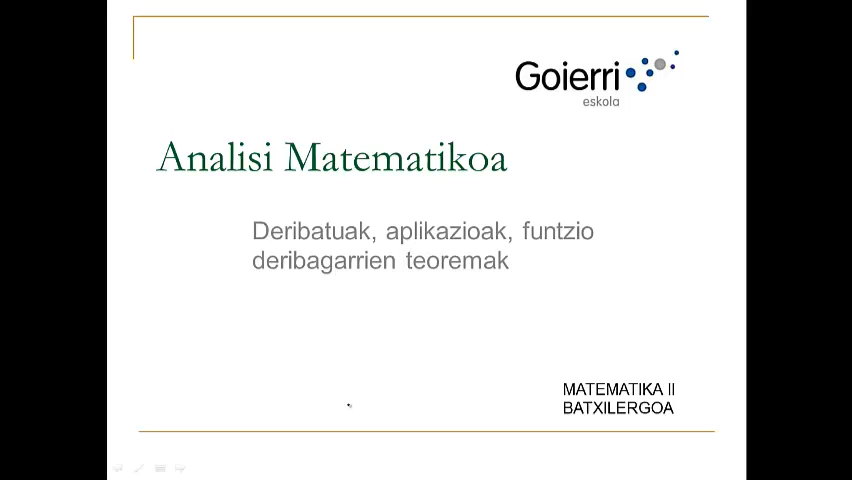 Goierri
eskola
Analisi Matematikoa
Deribatuak, aplikazioak, funtzio
deribagarrien teoremak
MATEMATIKA II
BATXILERGOA